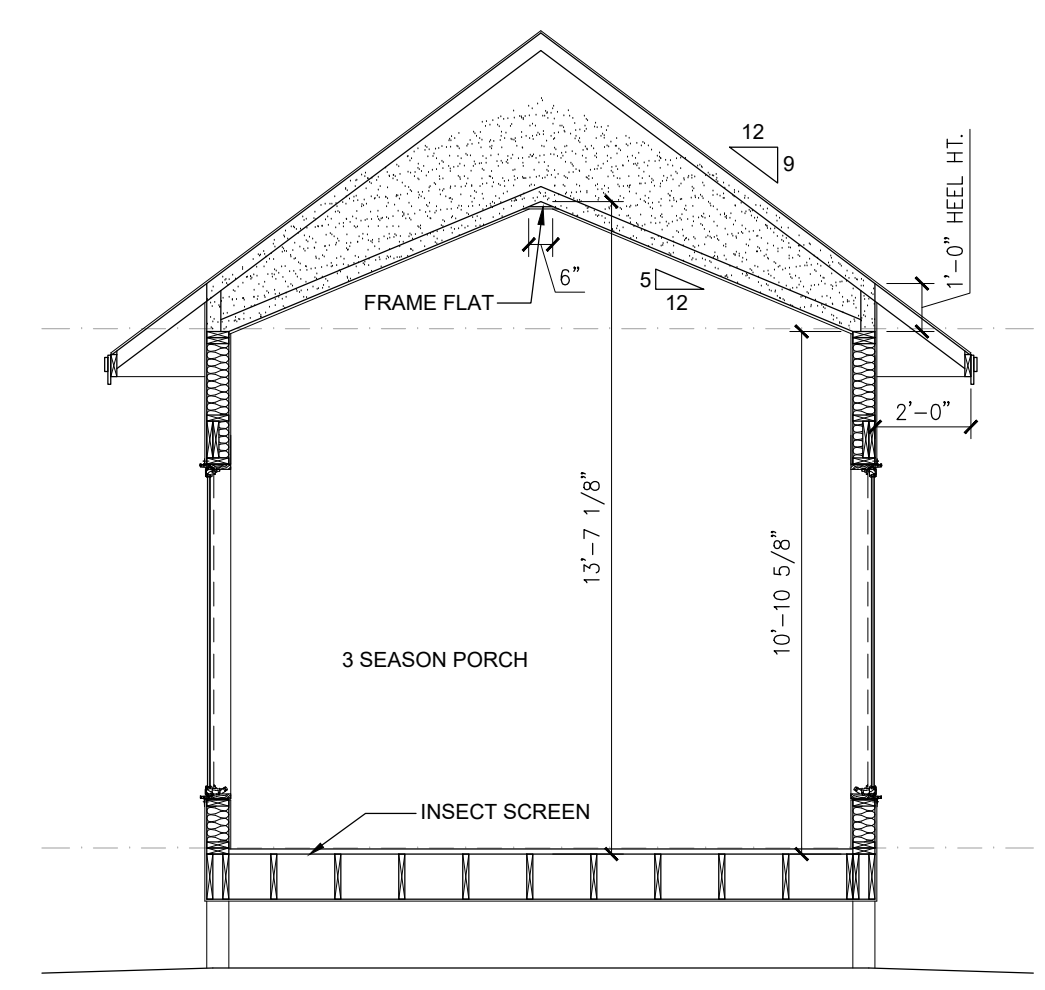 12
9
1'-0" HEEL HT.
6"
5
12
FRAME FLAT
2'-0"
13'-7 1/8"
10'-10 5/8"
3 SEASON PORCH
INSECT SCREEN